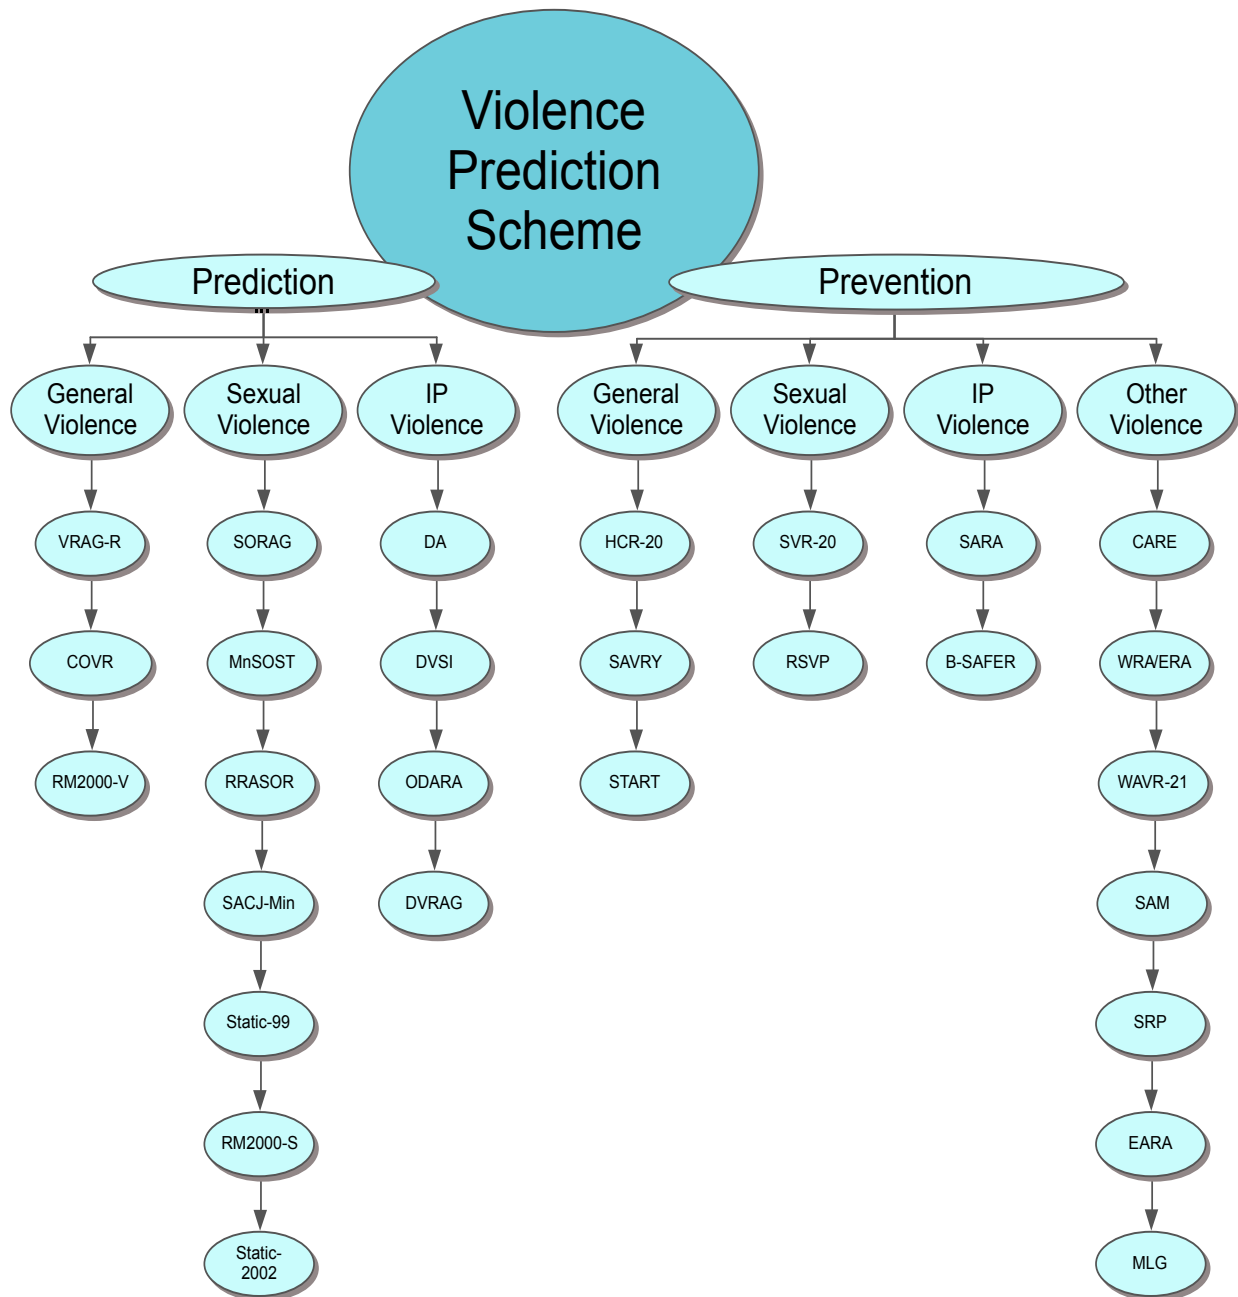 Violence
Prediction
Scheme
Prediction
Prevention
General
Violence
Sexual
Violence
IP
Violence
General
Violence
Sexual
Violence
IP
Violence
Other
Violence
VRAG-R
SORAG
DA
HCR-20
SVR-20
SARA
CARE
COVR
MnSOST
DVSI
SAVRY
RSVP
B-SAFER
WRA/ERA
RM2000-V
RRASOR
ODARA
START
WAVR-21
SACJ-Min
DVRAG
SAM
Static-99
SRP
RM2000-S
EARA
Static-
2002
MLG